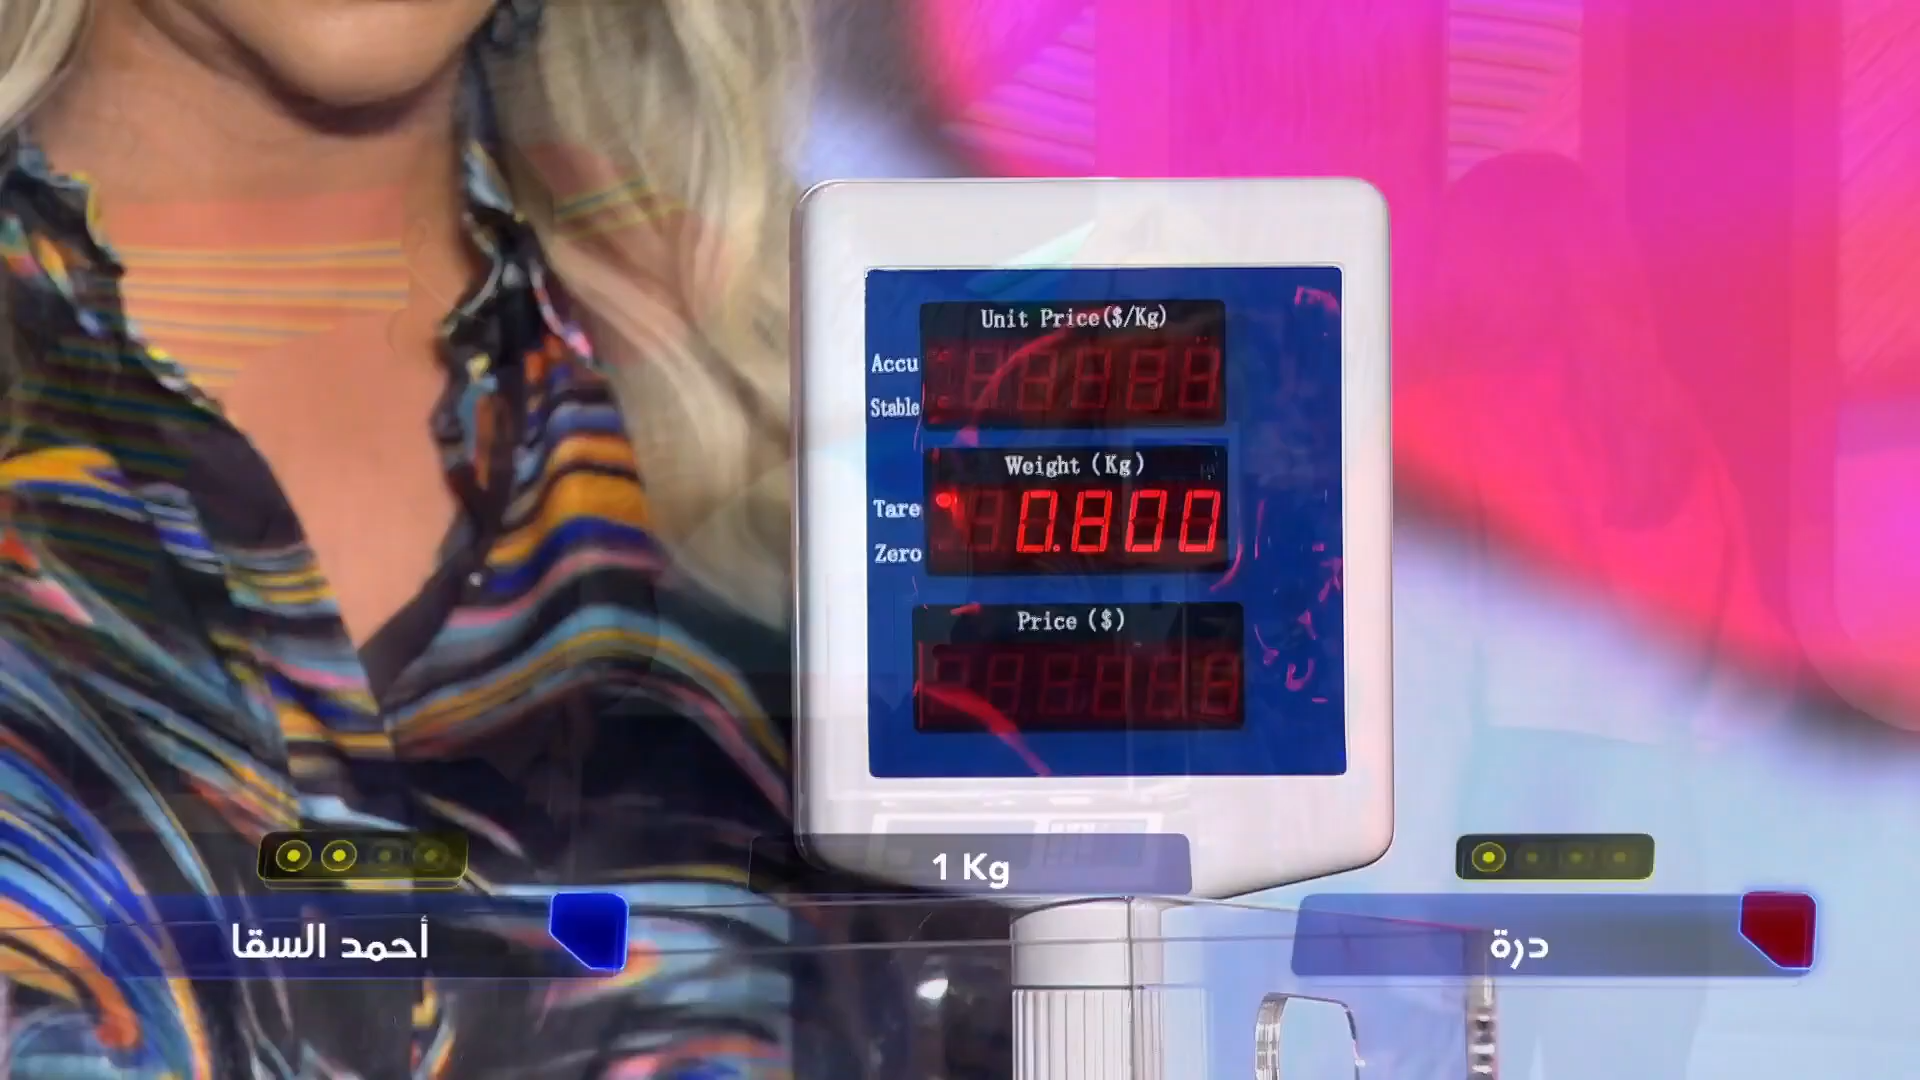 Unit Price($/Kg)
Accu
Stable
Weight (Kg)
Tare
0.800
Zero
Price ($)
1 Kg
أحمد السقا
درة